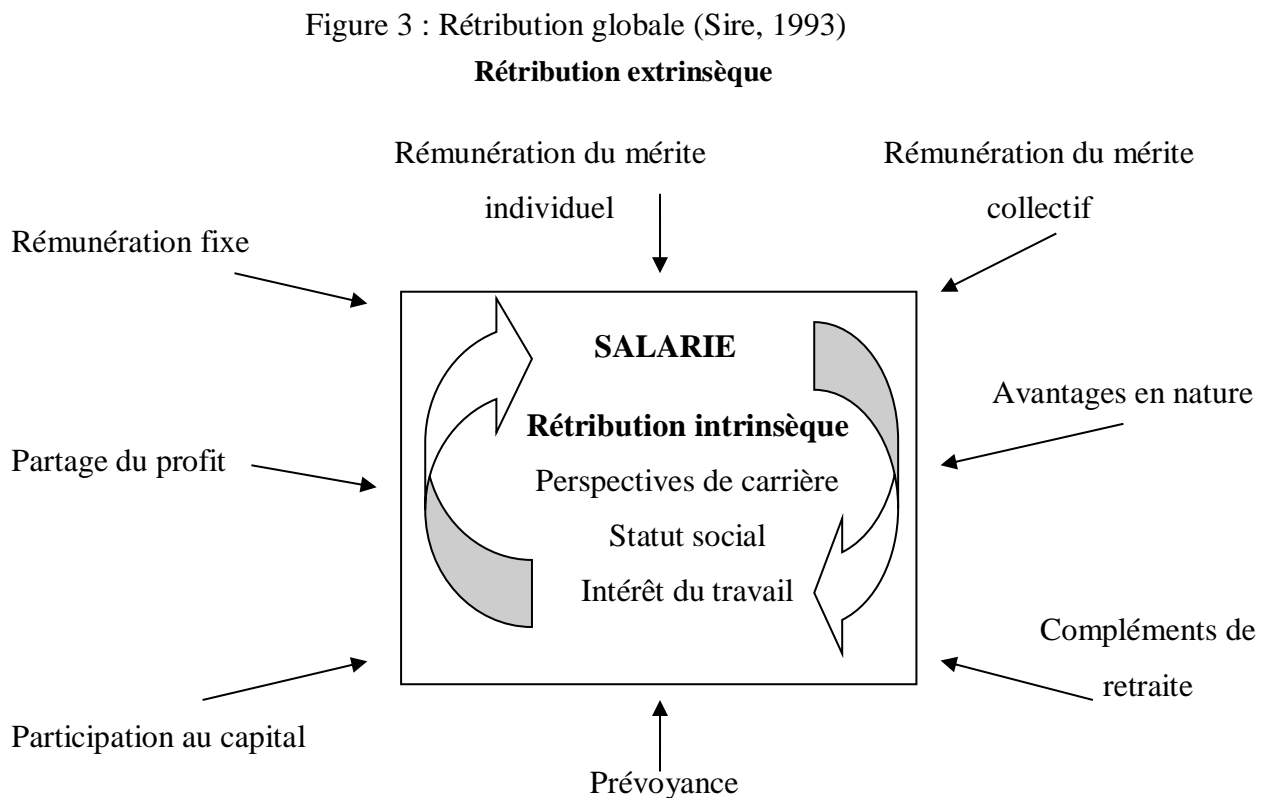 Figure 3 : Rétribution globale (Sire, 1993)
Rétribution extrinsèque
Rémunération du mérite
individuel
Rémunération du mérite
collectif
Rémunération fixe
SALARIE
Avantages en nature
Rétribution intrinsèque
Partage du profit
Perspectives de carrière
Statut social
Intérêt du travail
Compléments de
retraite
Participation au capital
Prévoyance